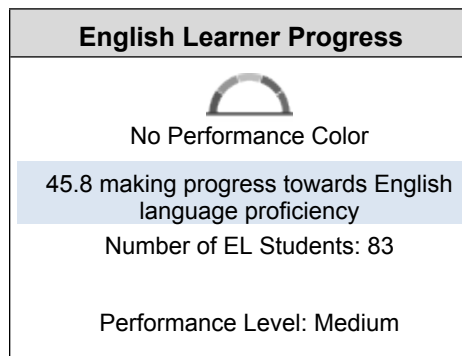 English Learner Progress
No Performance Color
45.8 making progress towards English
language proficiency
Number of EL Students: 83
Performance Level: Medium